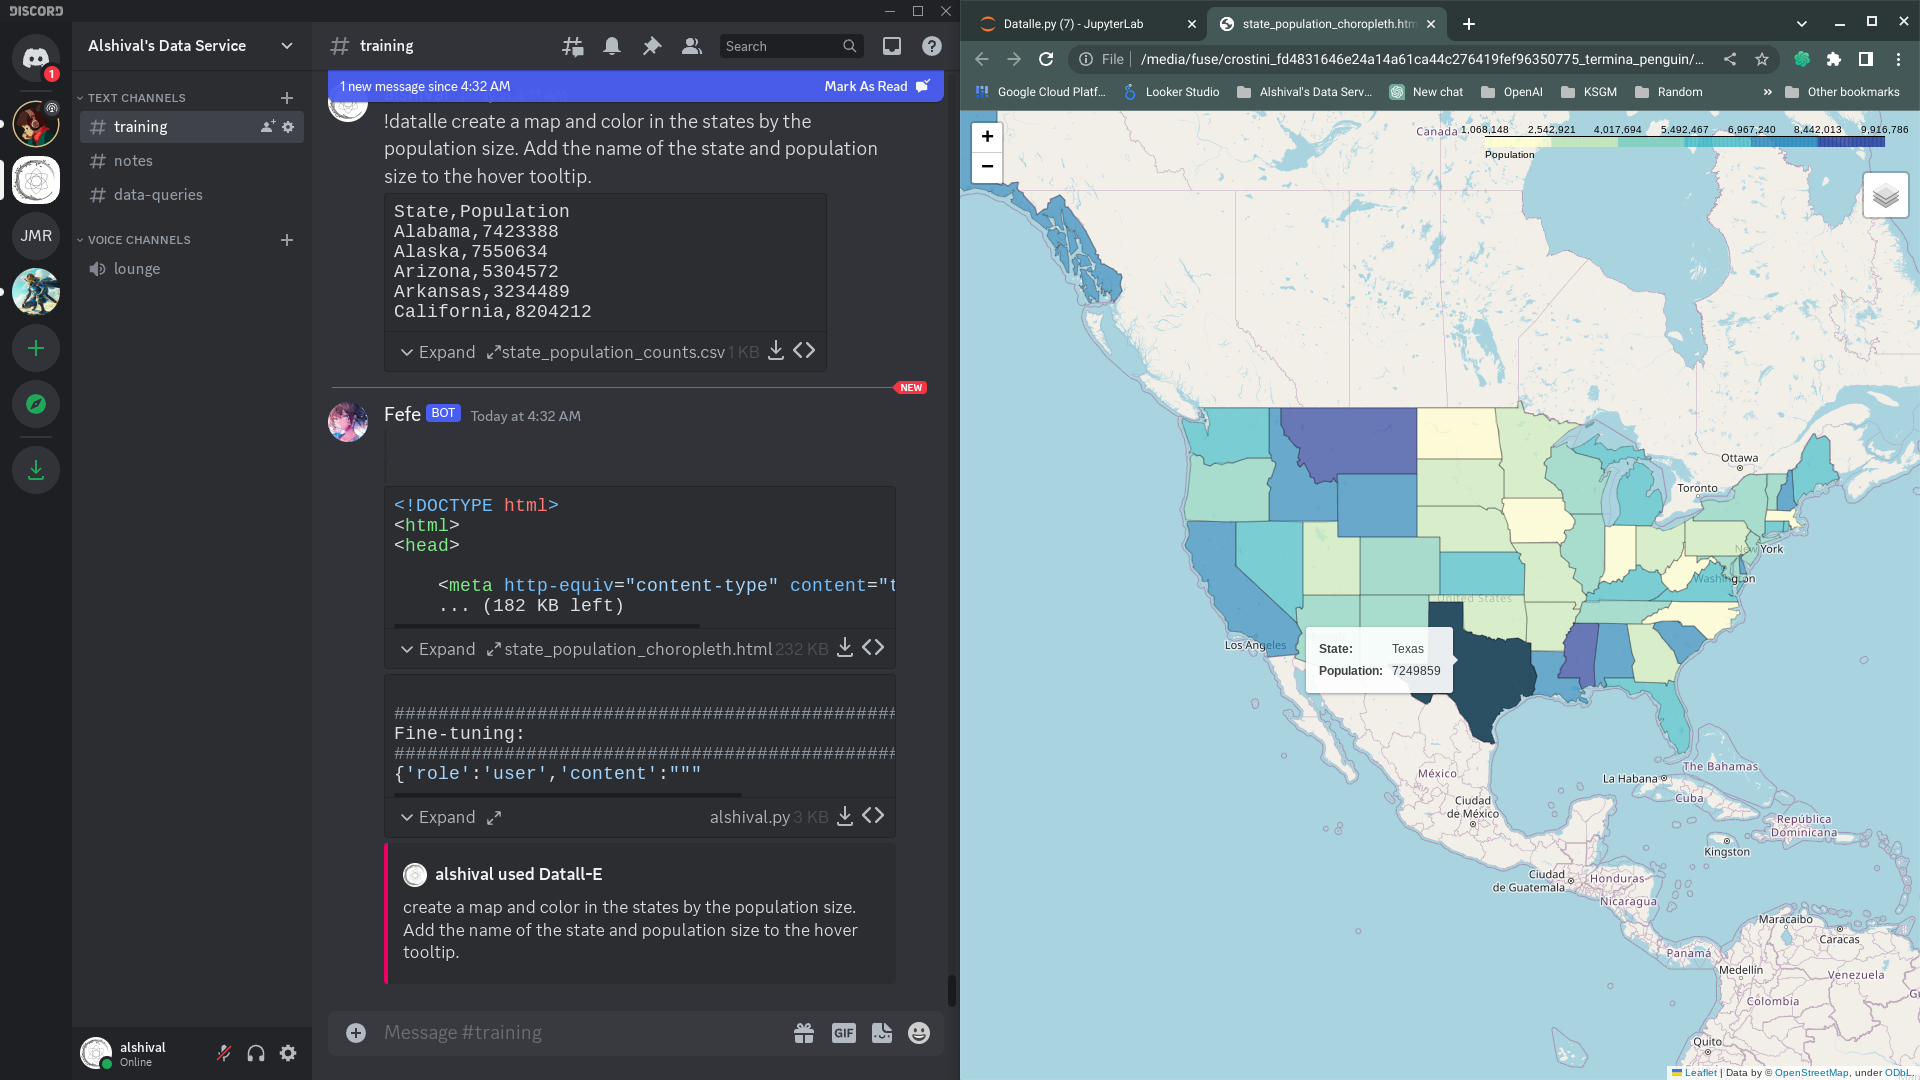 DISCORD
Alshival's Data Service
TEXT CHANNELS
training
notes
data-queries
VOICE CHANNELS
lounge
1
JMR
alshival
Online
training
Search
1 new message since 4:32 AM
Mark As Read
!datalle create a map and color in the states by the
population size. Add the name of the state and population
size to the hover tooltip.
State,Population
Alabama,7423388
Alaska,7550634
Arizona,5304572
Arkansas,3234489
California,8204212
Expand state_population_counts.csv 1 KB
NEW
Fefe BOT Today at 4:32 AM
<!DOCTYPE html>
<html>
<head>
<meta http-equiv="content-type" content="t
... (182 KB left)
Expand state_population_choropleth.html 232 KB
##############################################
Fine-tuning:
##############################################
{'role':'user','content':"""
Expand alshival.py 3 KB
alshival used Datall-E
create a map and color in the states by the population size.
Add the name of the state and population size to the hover
tooltip.
Message #training
GIF
Datalle.py (7) - JupyterLab
state_population_choropleth.htm
File /media/fuse/crostini_fd4831646e24a14a61ca44c276419fef96350775_termina_penguin/...
Google Cloud Platf...
Looker Studio
Alshival's Data Serv...
New chat
OpenAI
KSGM
Random
»
Other bookmarks
+
−
Canada
1,068,148 2,542,921 4,017,694 5,492,467 6,967,240 8,442,013 9,916,786
Population
Ottawa
Toronto
New York
Washington
United States
Los Angeles
State: Texas
Population: 7249859
México
Ciudad
de México
La Habana
The Bahamas
Cuba
República
Dominicana
Kingston
Ciudad
de Guatemala
Honduras
Nicaragua
Maracaibo
Caracas
Panamá
Medellín
Venezuela
Gu
Colombia
Quito
Leaflet | Data by © OpenStreetMap, under ODbL.